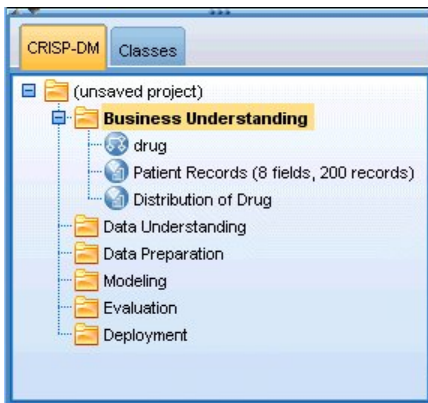 CRISP-DM Classes
(unsaved project)
Business Understanding
drug
Patient Records (8 fields, 200 records)
Distribution of Drug
Data Understanding
Data Preparation
Modeling
Evaluation
Deployment